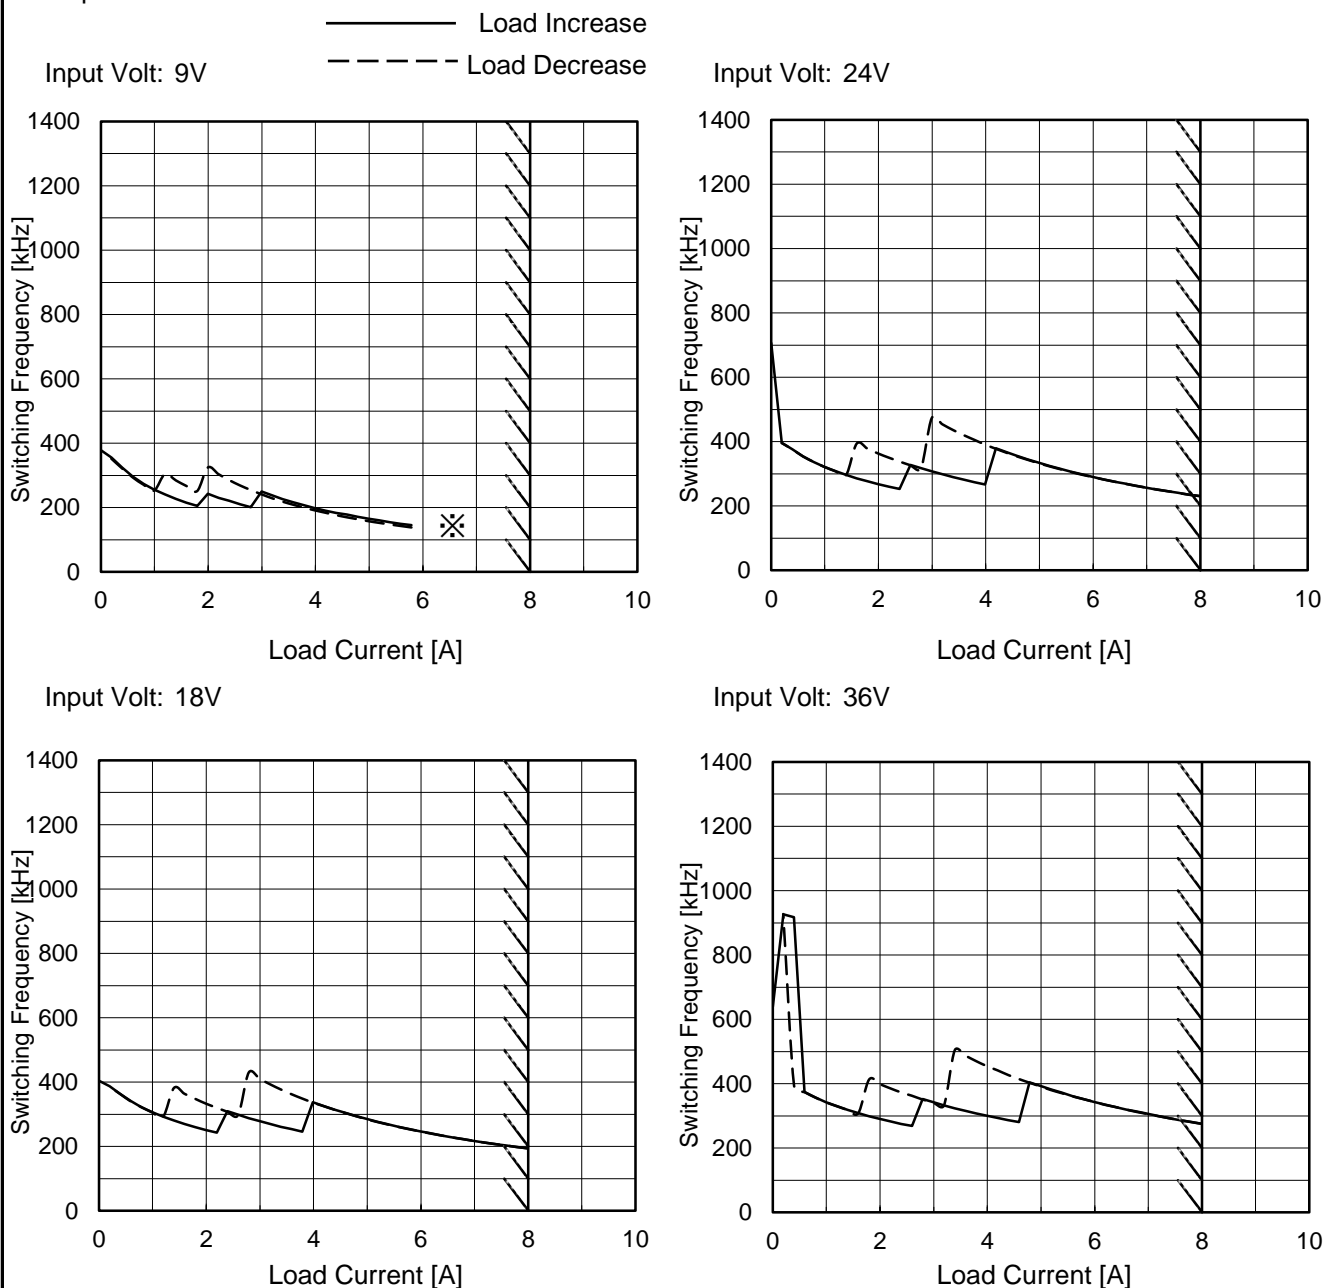 Load Increase
Load Decrease
Input Volt: 9V
1400
1200
1000
800
600
400
200
0
Switching Frequency [kHz]
※
0 2 4 6 8 10
Load Current [A]
Input Volt: 24V
1400
1200
1000
800
600
400
200
0
Switching Frequency [kHz]
0 2 4 6 8 10
Load Current [A]
Input Volt: 18V
1400
1200
1000
800
600
400
200
0
Switching Frequency [kHz]
0 2 4 6 8 10
Load Current [A]
Input Volt: 36V
1400
1200
1000
800
600
400
200
0
Switching Frequency [kHz]
0 2 4 6 8 10
Load Current [A]